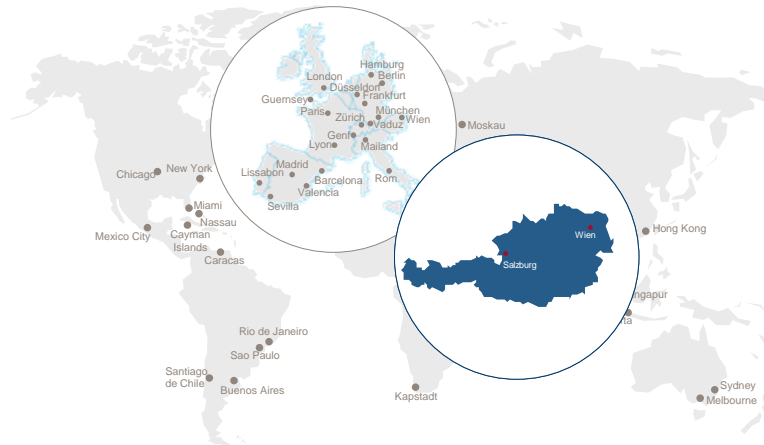 Hamburg
Berlin
London
Düsseldorf
Frankfurt
Guernsey
München
Paris
Zürich
Vaduz
Wien
Genf
Lyon
Mailand
Moskau
Madrid
Lissabon
Barcelona
Rom
Valencia
Sevilla
Chicago
New York
Miami
Nassau
Mexico City
Cayman
Islands
Caracas
Wien
Salzburg
Hong Kong
ngapur
rta
Rio de Janeiro
Sao Paulo
Santiago
de Chile
Buenos Aires
Kapstadt
Sydney
Melbourne